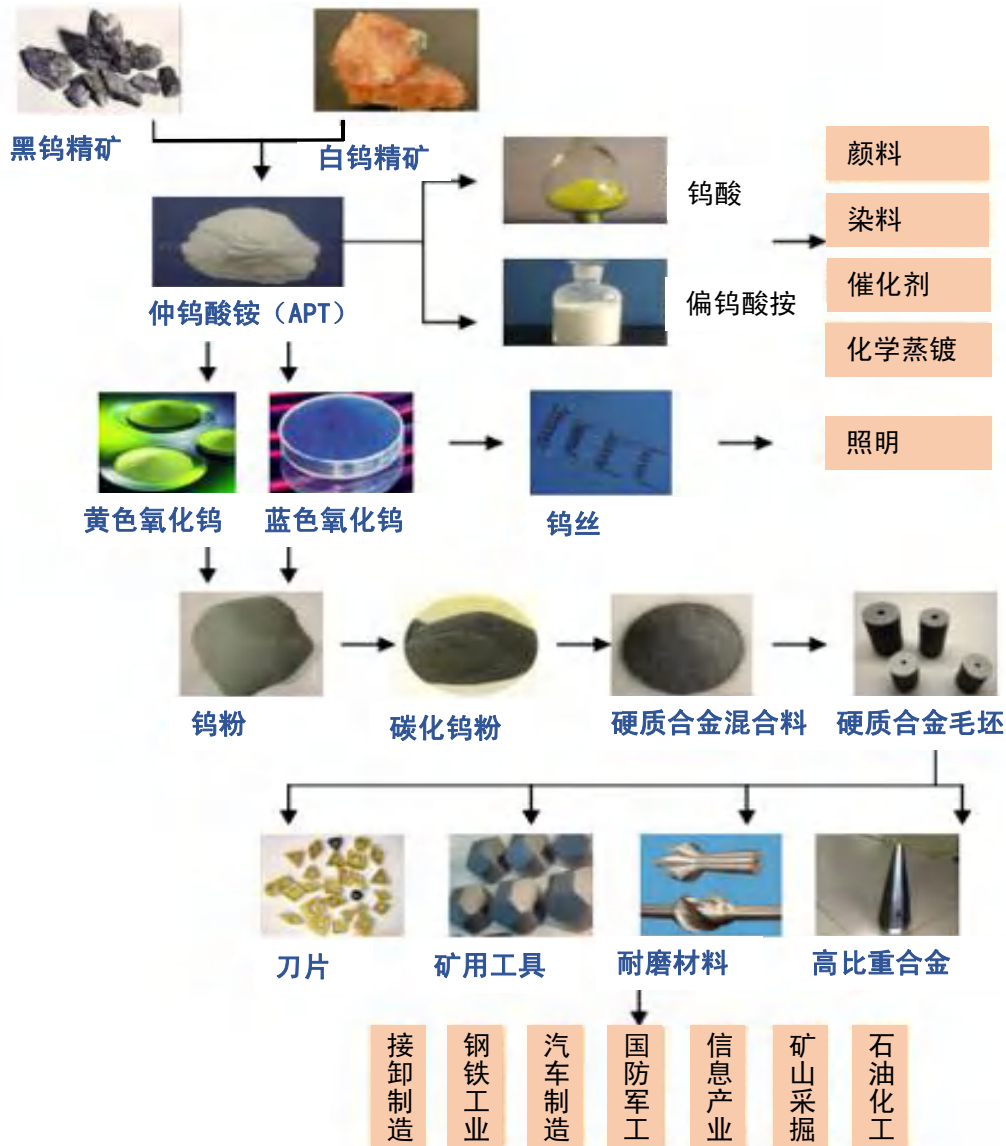 黑钨精矿
白钨精矿
颜料
钨酸
染料
仲钨酸铵（APT）
偏钨酸按
催化剂
化学蒸镀
照明
黄色氧化钨
蓝色氧化钨
钨丝
钨粉
碳化钨粉
硬质合金混合料
硬质合金毛坯
刀片
矿用工具
耐磨材料
高比重合金
接卸制造
钢铁工业
汽车制造
国防军工
信息产业
矿山采掘
石油化工